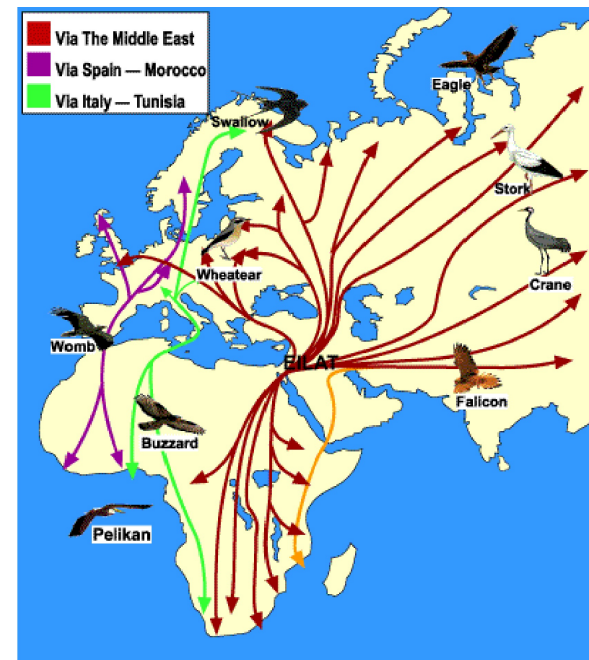 Via The Middle East
Via Spain — Morocco
Via Italy — Tunisia
Eagle
Swallow
Stork
Wheatear
Crane
Womb
EILAT
Falicon
Buzzard
Pelikan